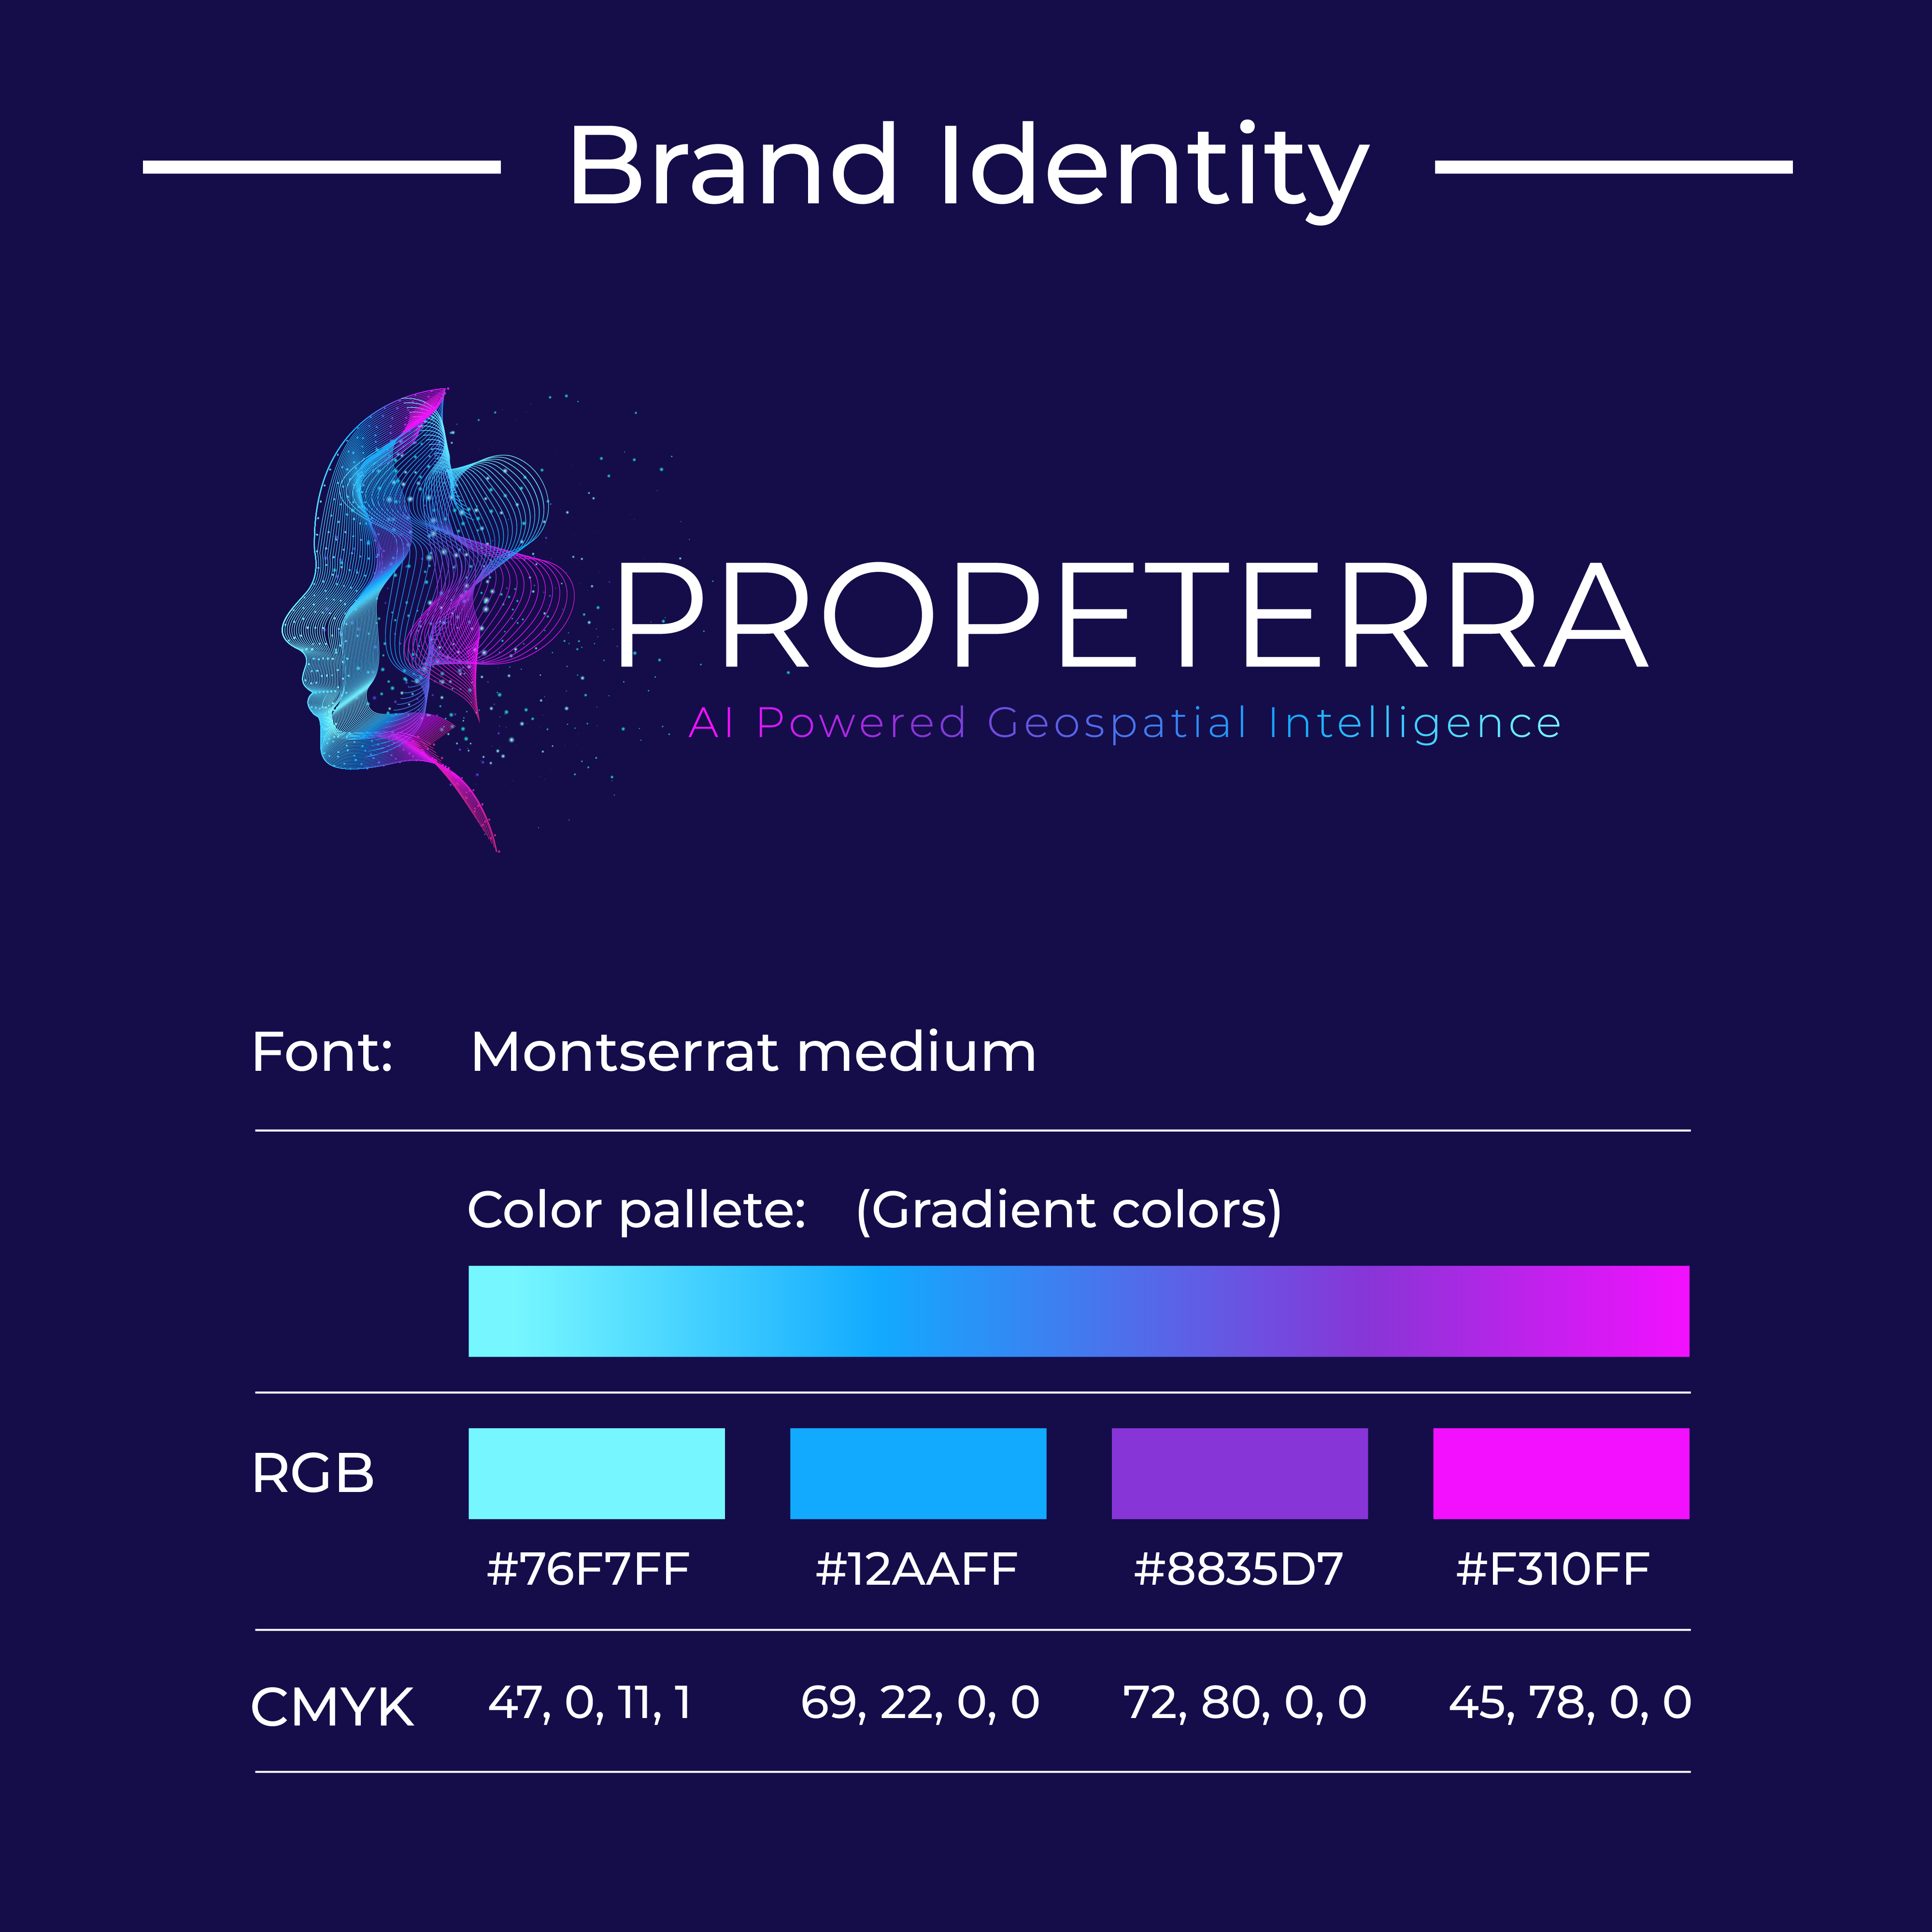 Brand Identity
PROPETERRA
AI Powered Geospatial Intelligence
Font: Montserrat medium
Color pallete: (Gradient colors)
RGB
#76F7FF #12AAFF #8835D7 #F310FF
CMYK 47, 0, 11, 1 69, 22, 0, 0 72, 80, 0, 0 45, 78, 0, 0